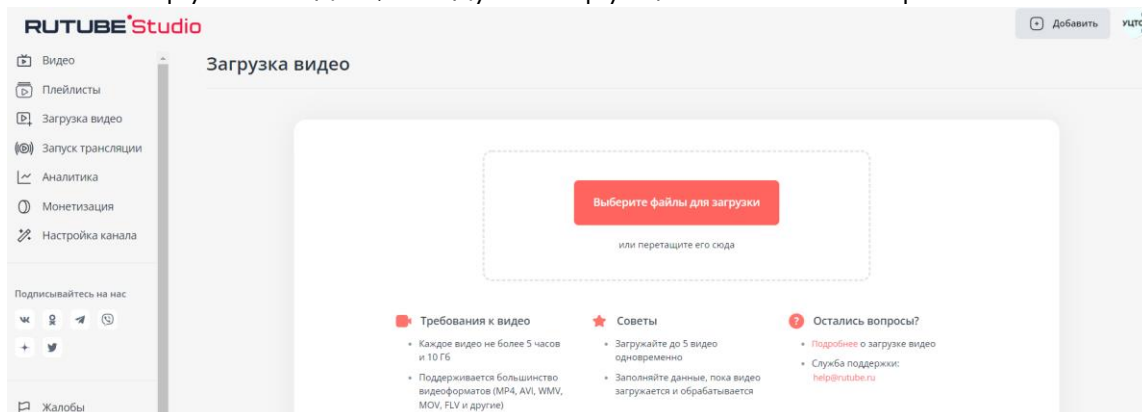 RUTUBE Studio
Добавить
Видео
Плейлисты
Загрузка видео
Запуск трансляции
Аналитика
Монетизация
Настройка канала
Подписывайтесь на нас
Жалобы
Загрузка видео
Выберите файлы для загрузки
или перетащите его сюда
Требования к видео
• Каждое видео не более 5 часов
и 10 Гб
• Поддерживается большинство
видеоформатов (MP4, AVI, WMV,
MOV, FLV и другие)
Советы
• Загружайте до 5 видео
одновременно
• Заполняйте данные, пока видео
загружается и обрабатывается
Остались вопросы?
• Подробнее о загрузке видео
• Служба поддержки:
help@rutube.ru